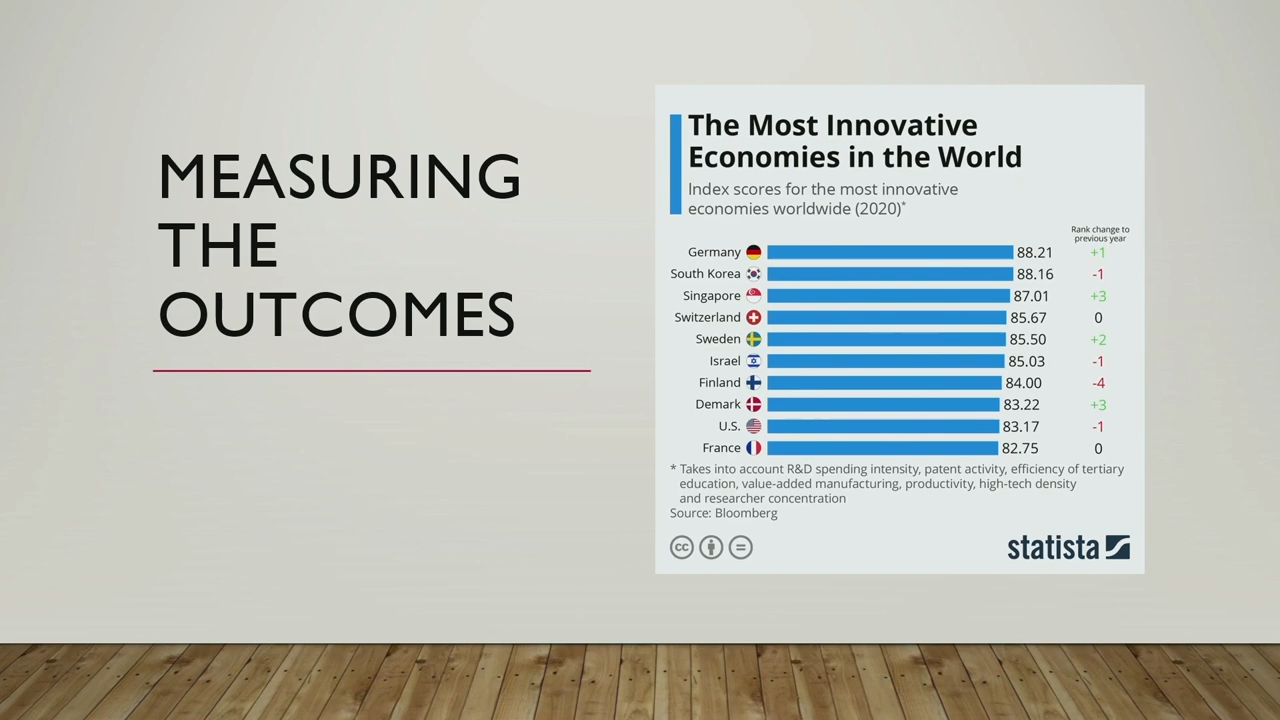 MEASURING
THE
OUTCOMES
The Most Innovative
Economies in the World
Index scores for the most innovative
economies worldwide (2020)*
Rank change to
previous year
Germany 88.21 +1
South Korea 88.16 -1
Singapore 87.01 +3
Switzerland 85.67 0
Sweden 85.50 +2
Israel 85.03 -1
Finland 84.00 -4
Demark 83.22 +3
U.S. 83.17 -1
France 82.75 0
* Takes into account R&D spending intensity, patent activity, efficiency of tertiary
education, value-added manufacturing, productivity, high-tech density
and researcher concentration
Source: Bloomberg
cc
statista